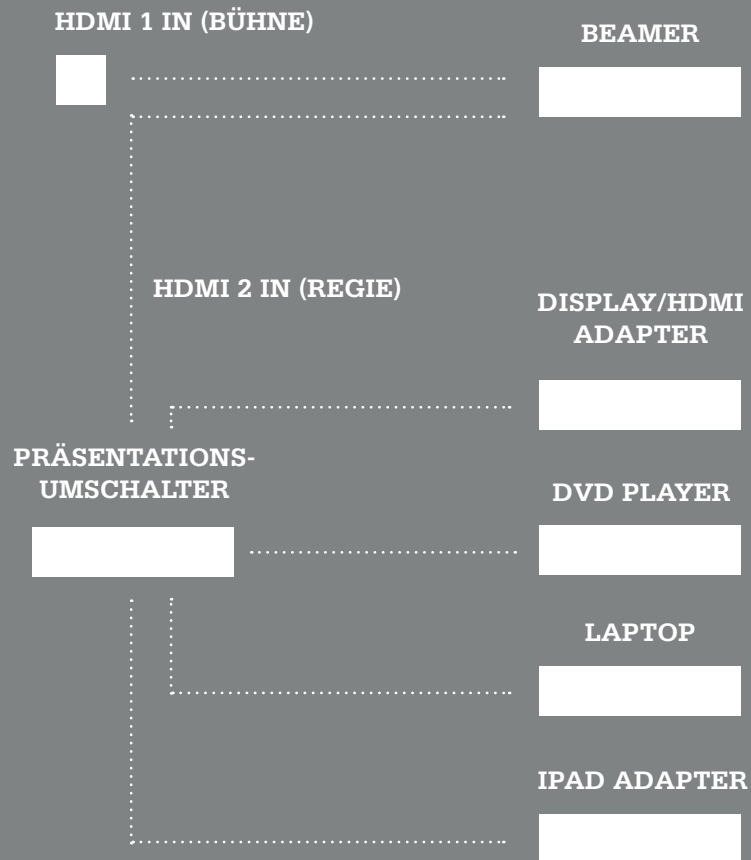 HDMI 1 IN (BÜHNE)
BEAMER
HDMI 2 IN (REGIE)
DISPLAY/HDMI
ADAPTER
PRÄSENTATIONS-
UMSCHALTER
DVD PLAYER
LAPTOP
IPAD ADAPTER